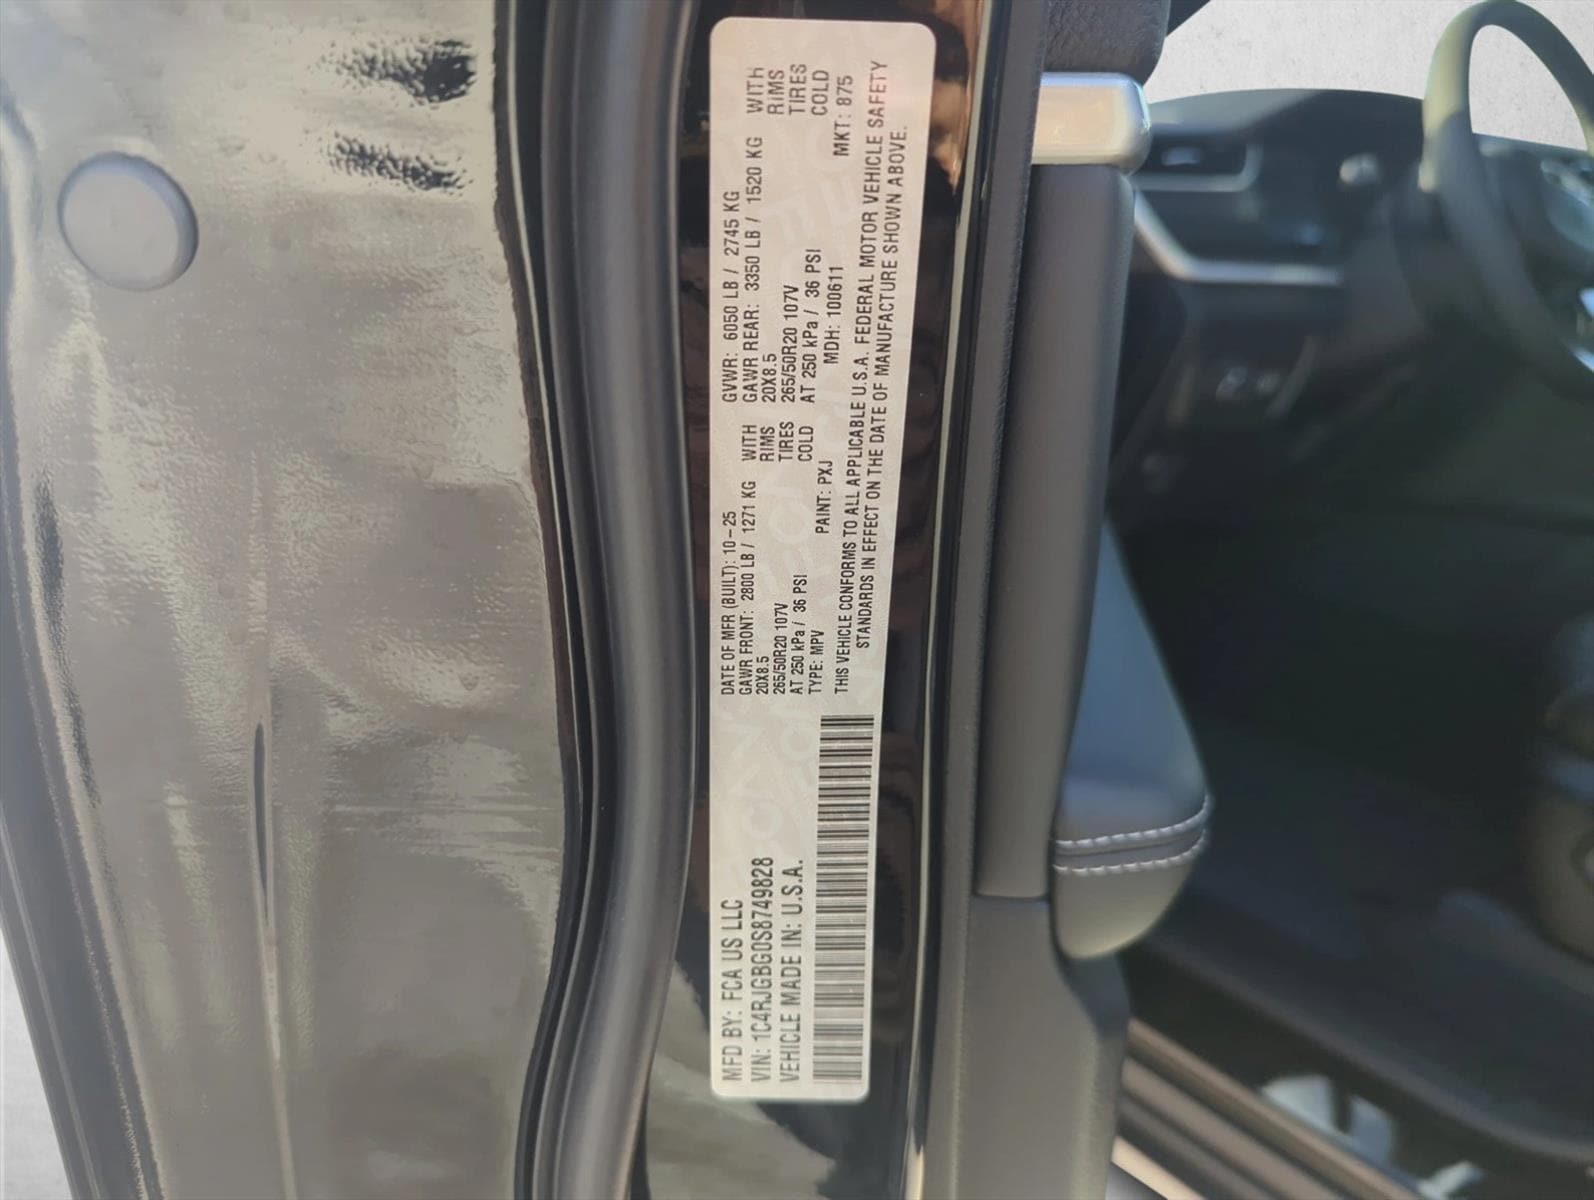 MFD BY: FCA US LLC
VIN: 1C4RJGBG0S8749828
VEHICLE MADE IN: U.S.A.
DATE OF MFR (BUILT): 10-25
GAWR FRONT: 2800 LB / 1271 KG WITH
20X8.5 RIMS
265/50R20 107V TIRES
AT 250 kPa / 36 PSI COLD
TYPE: MPV PAINT: PXJ
GVWR: 6050 LB / 2745 KG
GAWR REAR: 3350 LB / 1520 KG WITH
20X8.5 RIMS
265/50R20 107V TIRES
AT 250 kPa / 36 PSI COLD
MDH: 100611 MKT: 875
THIS VEHICLE CONFORMS TO ALL APPLICABLE U.S.A. FEDERAL MOTOR VEHICLE SAFETY
STANDARDS IN EFFECT ON THE DATE OF MANUFACTURE SHOWN ABOVE.